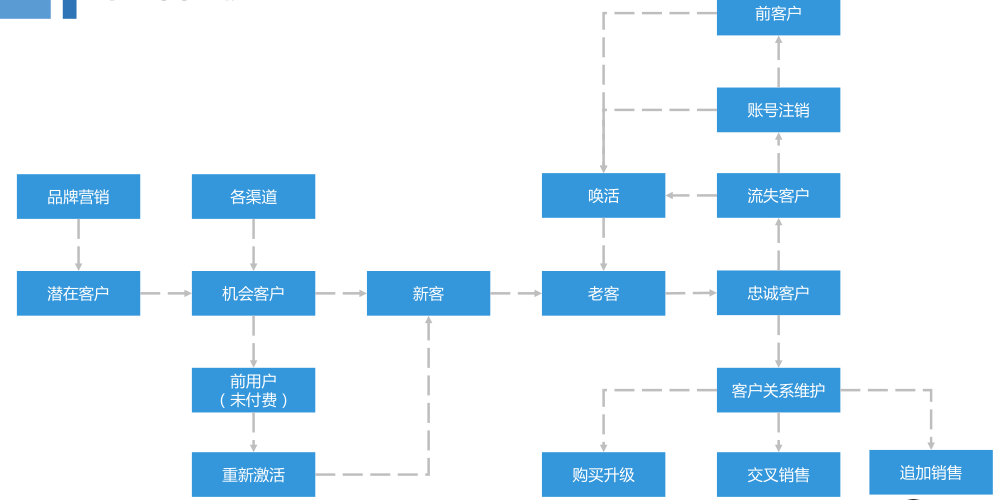 前客户
账号注销
品牌营销
各渠道
唤活
流失客户
潜在客户
机会客户
新客
老客
忠诚客户
前用户
（未付费）
客户关系维护
重新激活
购买升级
交叉销售
追加销售